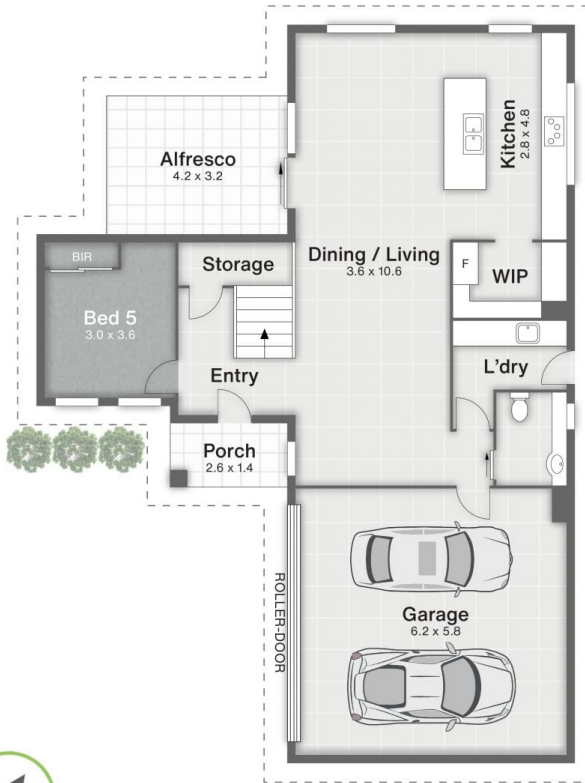 Alfresco
4.2 x 3.2
Kitchen
2.8 x 4.8
BIR
Storage
Dining / Living
3.6 x 10.6
F
WIP
Bed 5
3.0 x 3.6
Entry
L'dry
Porch
2.6 x 1.4
ROLLER-DOOR
Garage
6.2 x 5.8